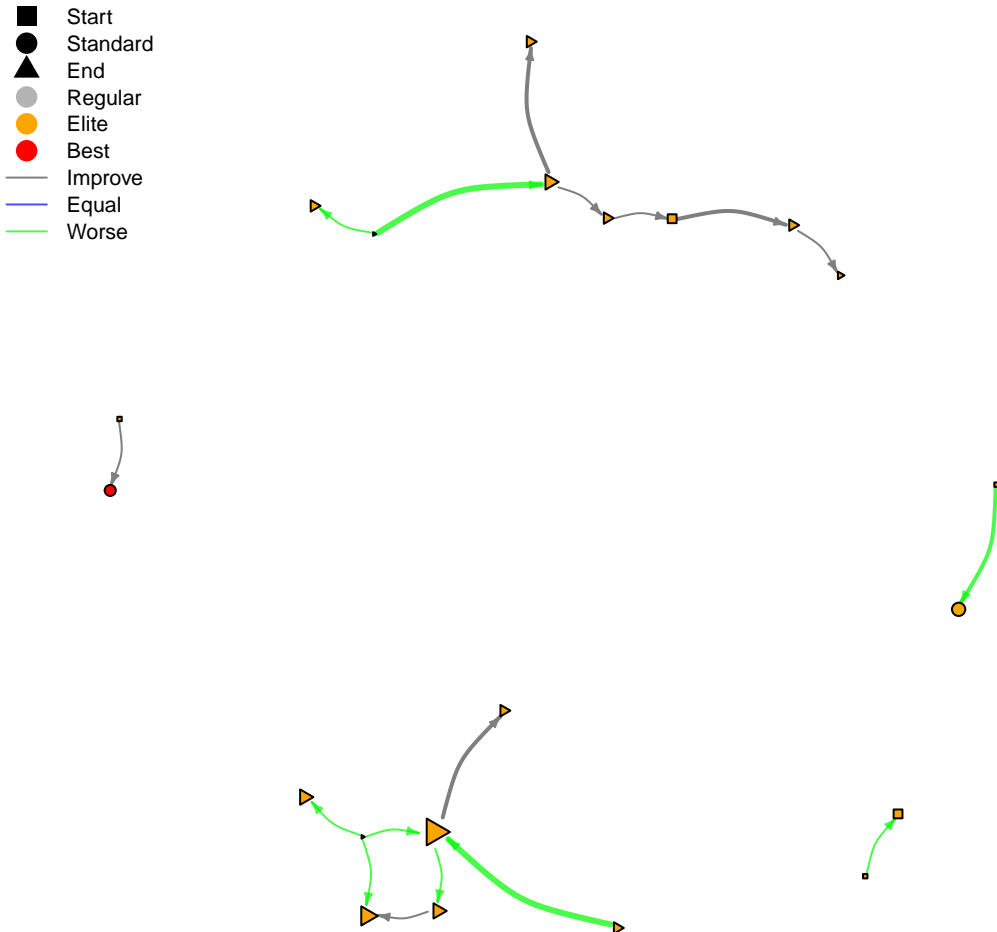 Start
Standard
End
Regular
Elite
Best
Improve
Equal
Worse